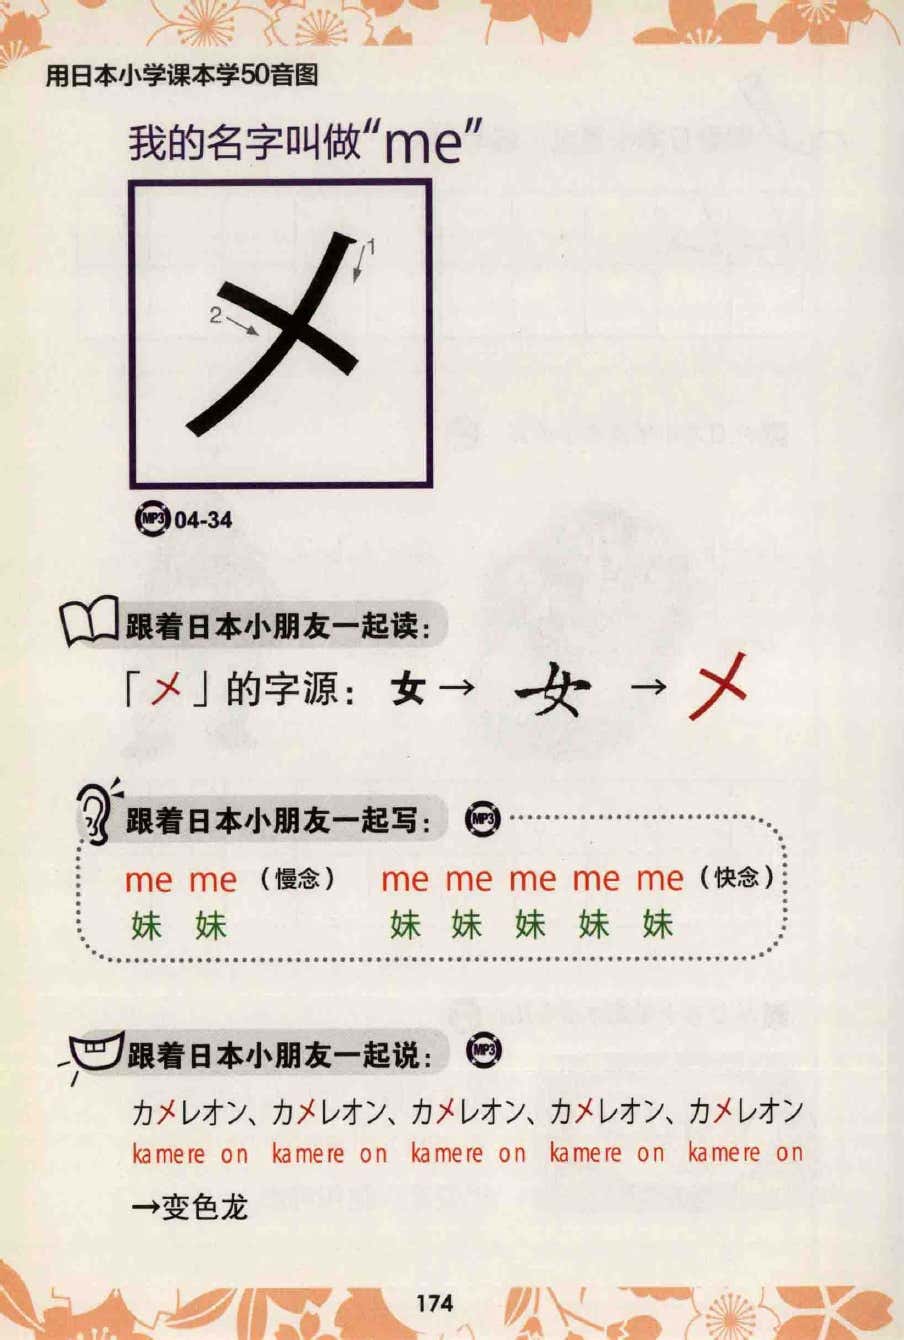 用日本小学课本学50音图
我的名字叫做“me”
メ
1
2
MP3 04-34
跟着日本小朋友一起读：
「メ」的字源：女→女→メ
跟着日本小朋友一起写： MP3
me me（慢念） me me me me me（快念）
妹 妹 妹 妹 妹 妹 妹
跟着日本小朋友一起说： MP3
カメレオン、カメレオン、カメレオン、カメレオン、カメレオン
kamere on kamere on kamere on kamere on kamere on
→变色龙
174